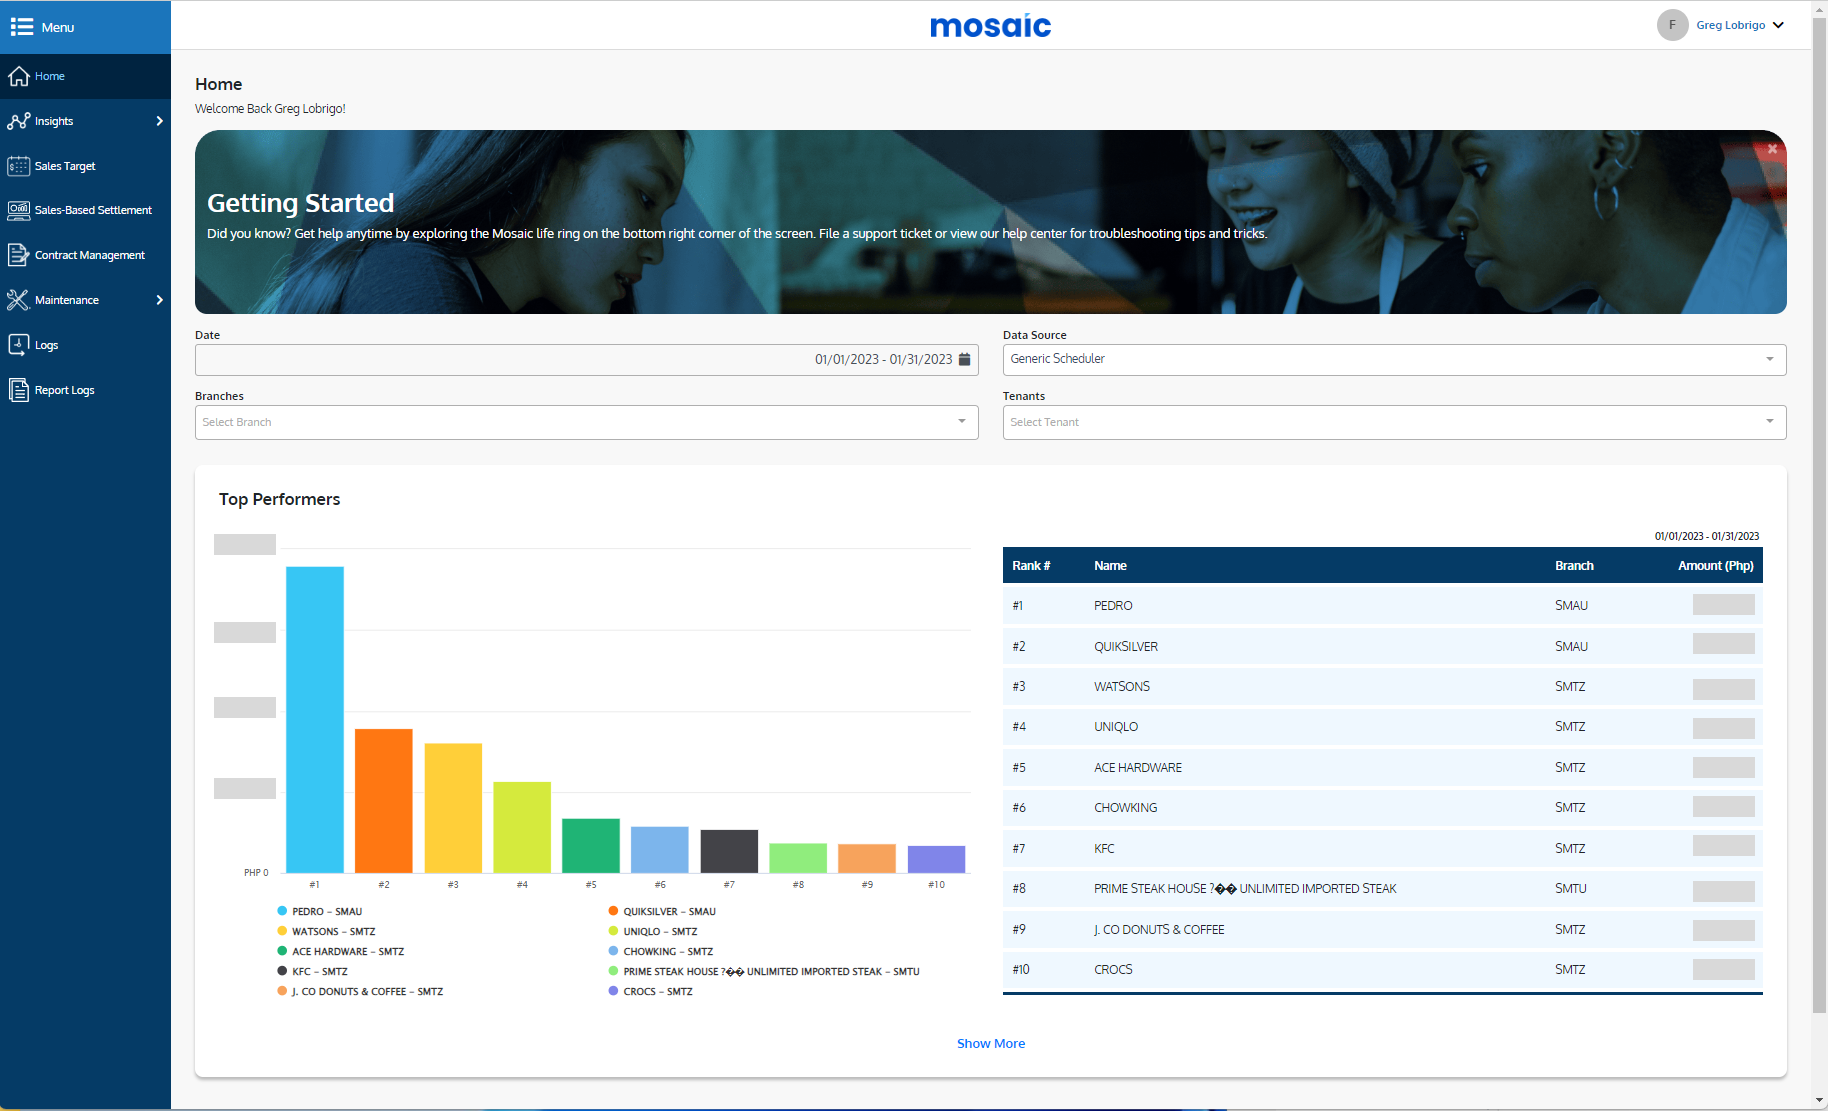 Menu
mosaic
F
Greg Lobrigo
Home
Insights
Sales Target
Sales-Based Settlement
Contract Management
Maintenance
Logs
Report Logs
Home
Welcome Back Greg Lobrigo!
Getting Started
Did you know? Get help anytime by exploring the Mosaic life ring on the bottom right corner of the screen. File a support ticket or view our help center for troubleshooting tips and tricks.
Date
01/01/2023 - 01/31/2023
Data Source
Generic Scheduler
Branches
Select Branch
Tenants
Select Tenant
Top Performers
PHP 0
#1 #2 #3 #4 #5 #6 #7 #8 #9 #10
PEDRO – SMAU
QUIKSILVER – SMAU
WATSONS – SMTZ
UNIQLO – SMTZ
ACE HARDWARE – SMTZ
CHOWKING – SMTZ
KFC – SMTZ
PRIME STEAK HOUSE ?�� UNLIMITED IMPORTED STEAK – SMTU
J. CO DONUTS & COFFEE – SMTZ
CROCS – SMTZ
01/01/2023 - 01/31/2023
Rank # Name Branch Amount (Php)
#1 PEDRO SMAU
#2 QUIKSILVER SMAU
#3 WATSONS SMTZ
#4 UNIQLO SMTZ
#5 ACE HARDWARE SMTZ
#6 CHOWKING SMTZ
#7 KFC SMTZ
#8 PRIME STEAK HOUSE ?�� UNLIMITED IMPORTED STEAK SMTU
#9 J. CO DONUTS & COFFEE SMTZ
#10 CROCS SMTZ
Show More